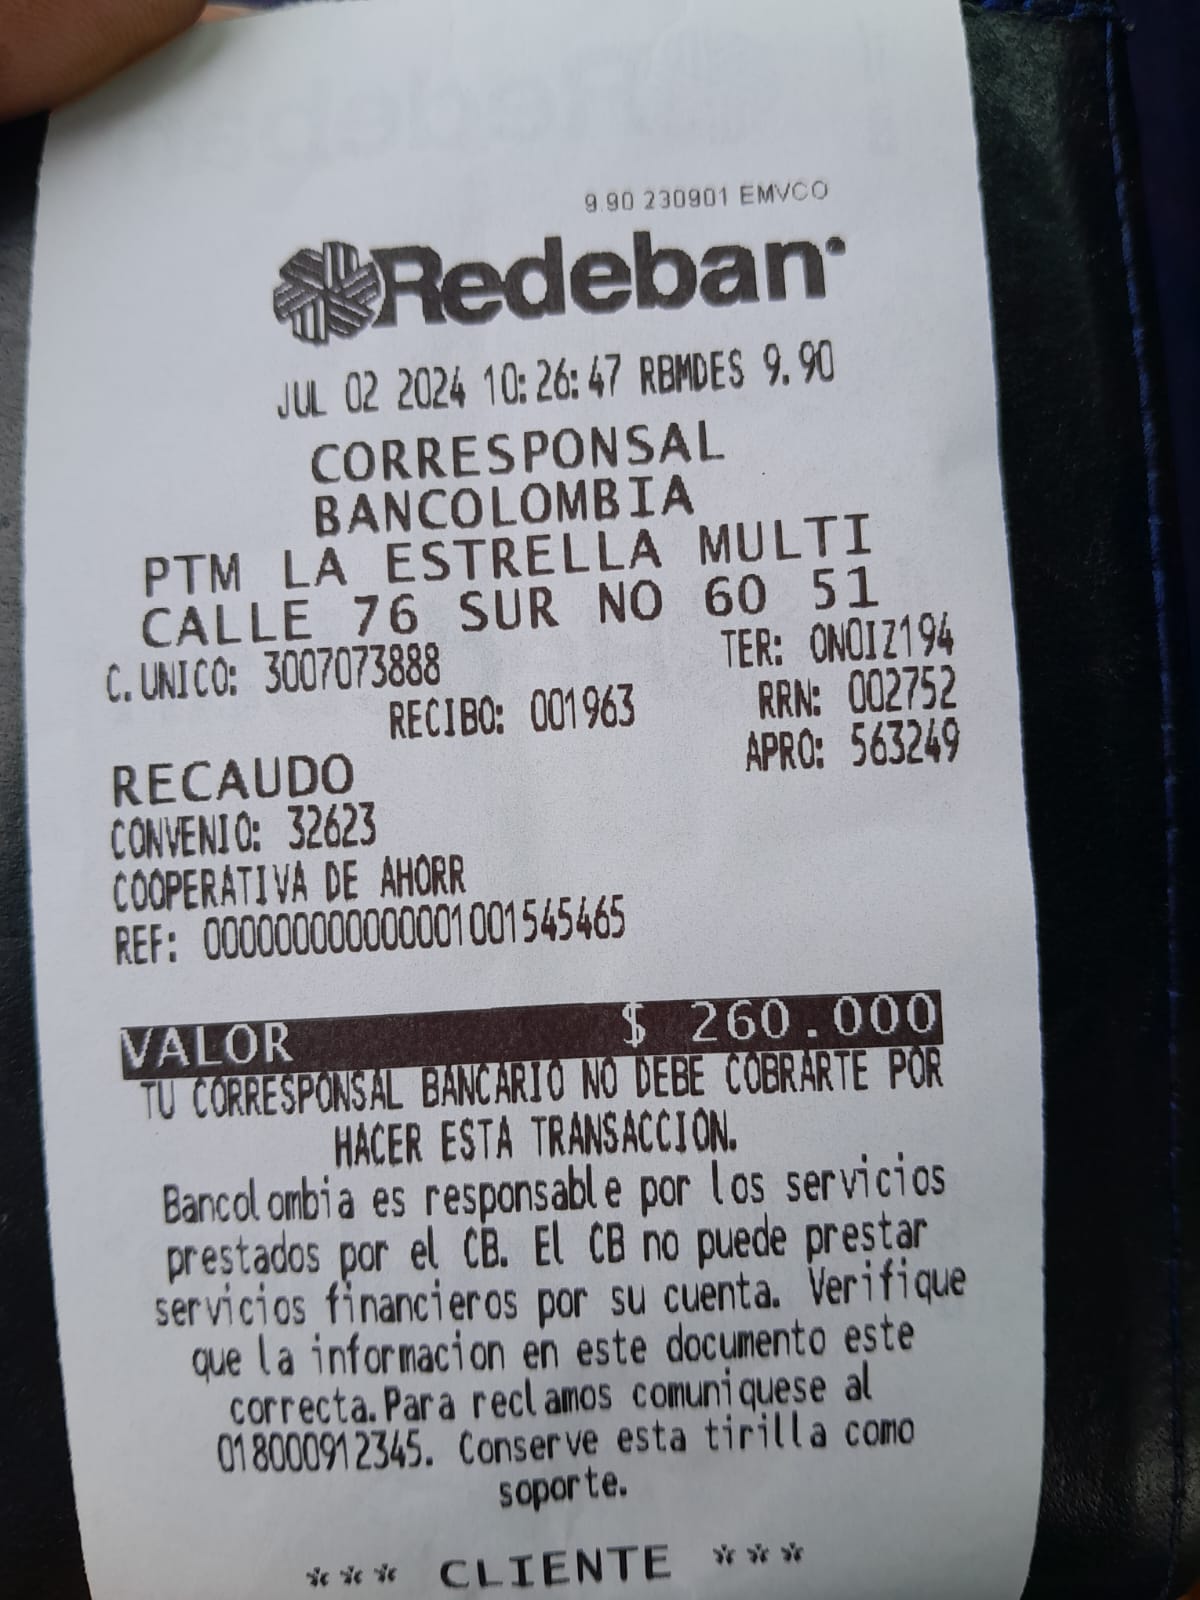 9.90 230901 EMVCO
Redeban
JUL 02 2024 10:26:47 RBMDES 9.90
CORRESPONSAL
BANCOLOMBIA
PTM LA ESTRELLA MULTI
CALLE 76 SUR NO 60 51
C.UNICO: 3007073888 TER: ONOIZ194
RECIBO: 001963 RRN: 002752
RECAUDO APRO: 563249
CONVENIO: 32623
COOPERATIVA DE AHORR
REF: 00000000000001001545465
VALOR $ 260.000
TU CORRESPONSAL BANCARIO NO DEBE COBRARTE POR
HACER ESTA TRANSACCION.
Bancolombia es responsable por los servicios
prestados por el CB. El CB no puede prestar
servicios financieros por su cuenta. Verifique
que la informacion en este documento este
correcta.Para reclamos comuniquese al
018000912345. Conserve esta tirilla como
soporte.
*** CLIENTE ***